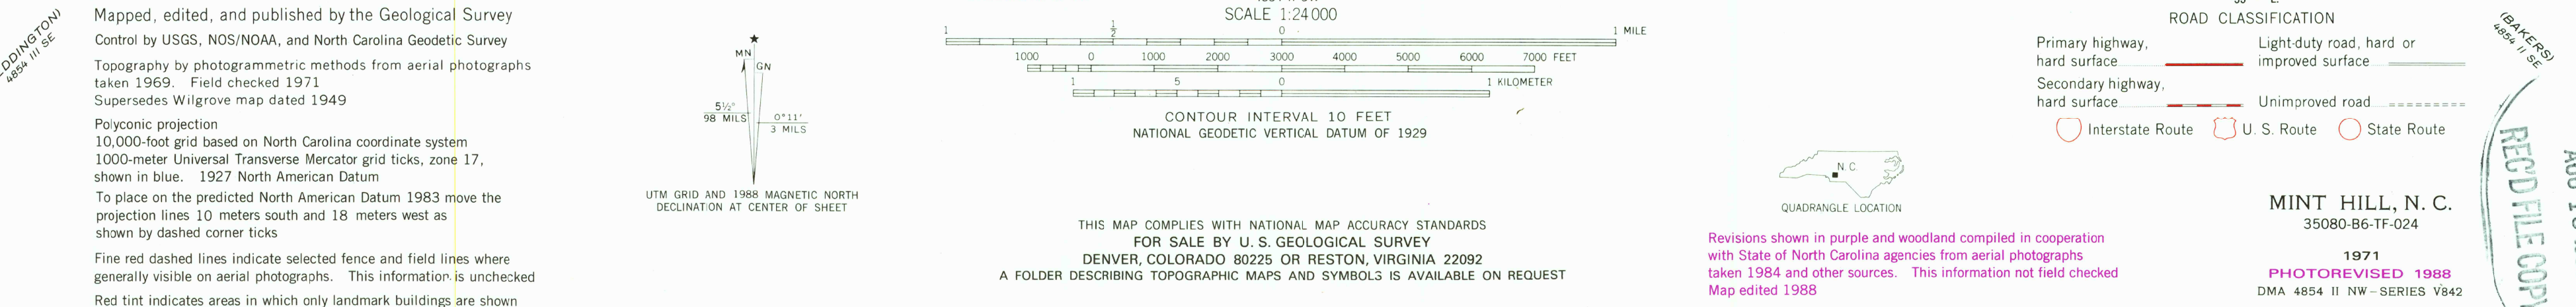 DDINGTON)
4854 III SE
Mapped, edited, and published by the Geological Survey
Control by USGS, NOS/NOAA, and North Carolina Geodetic Survey
Topography by photogrammetric methods from aerial photographs
taken 1969. Field checked 1971
Supersedes Wilgrove map dated 1949
Polyconic projection
10,000-foot grid based on North Carolina coordinate system
1000-meter Universal Transverse Mercator grid ticks, zone 17,
shown in blue. 1927 North American Datum
To place on the predicted North American Datum 1983 move the
projection lines 10 meters south and 18 meters west as
shown by dashed corner ticks
Fine red dashed lines indicate selected fence and field lines where
generally visible on aerial photographs. This information is unchecked
Red tint indicates areas in which only landmark buildings are shown
MN
GN
5½°
98 MILS
0°11'
3 MILS
UTM GRID AND 1988 MAGNETIC NORTH
DECLINATION AT CENTER OF SHEET
SCALE 1:24 000
1 ½ 0 1 MILE
1000 0 1000 2000 3000 4000 5000 6000 7000 FEET
1 5 0 1 KILOMETER
CONTOUR INTERVAL 10 FEET
NATIONAL GEODETIC VERTICAL DATUM OF 1929
THIS MAP COMPLIES WITH NATIONAL MAP ACCURACY STANDARDS
FOR SALE BY U. S. GEOLOGICAL SURVEY
DENVER, COLORADO 80225 OR RESTON, VIRGINIA 22092
A FOLDER DESCRIBING TOPOGRAPHIC MAPS AND SYMBOLS IS AVAILABLE ON REQUEST
N. C.
QUADRANGLE LOCATION
Revisions shown in purple and woodland compiled in cooperation
with State of North Carolina agencies from aerial photographs
taken 1984 and other sources. This information not field checked
Map edited 1988
ROAD CLASSIFICATION
Primary highway,
hard surface
Light-duty road, hard or
improved surface
Secondary highway,
hard surface
Unimproved road
Interstate Route U. S. Route State Route
MINT HILL, N. C.
35080-B6-TF-024
1971
PHOTOREVISED 1988
DMA 4854 II NW-SERIES V842
(BAKERS)
4854 II SE
REC'D FILE COPY